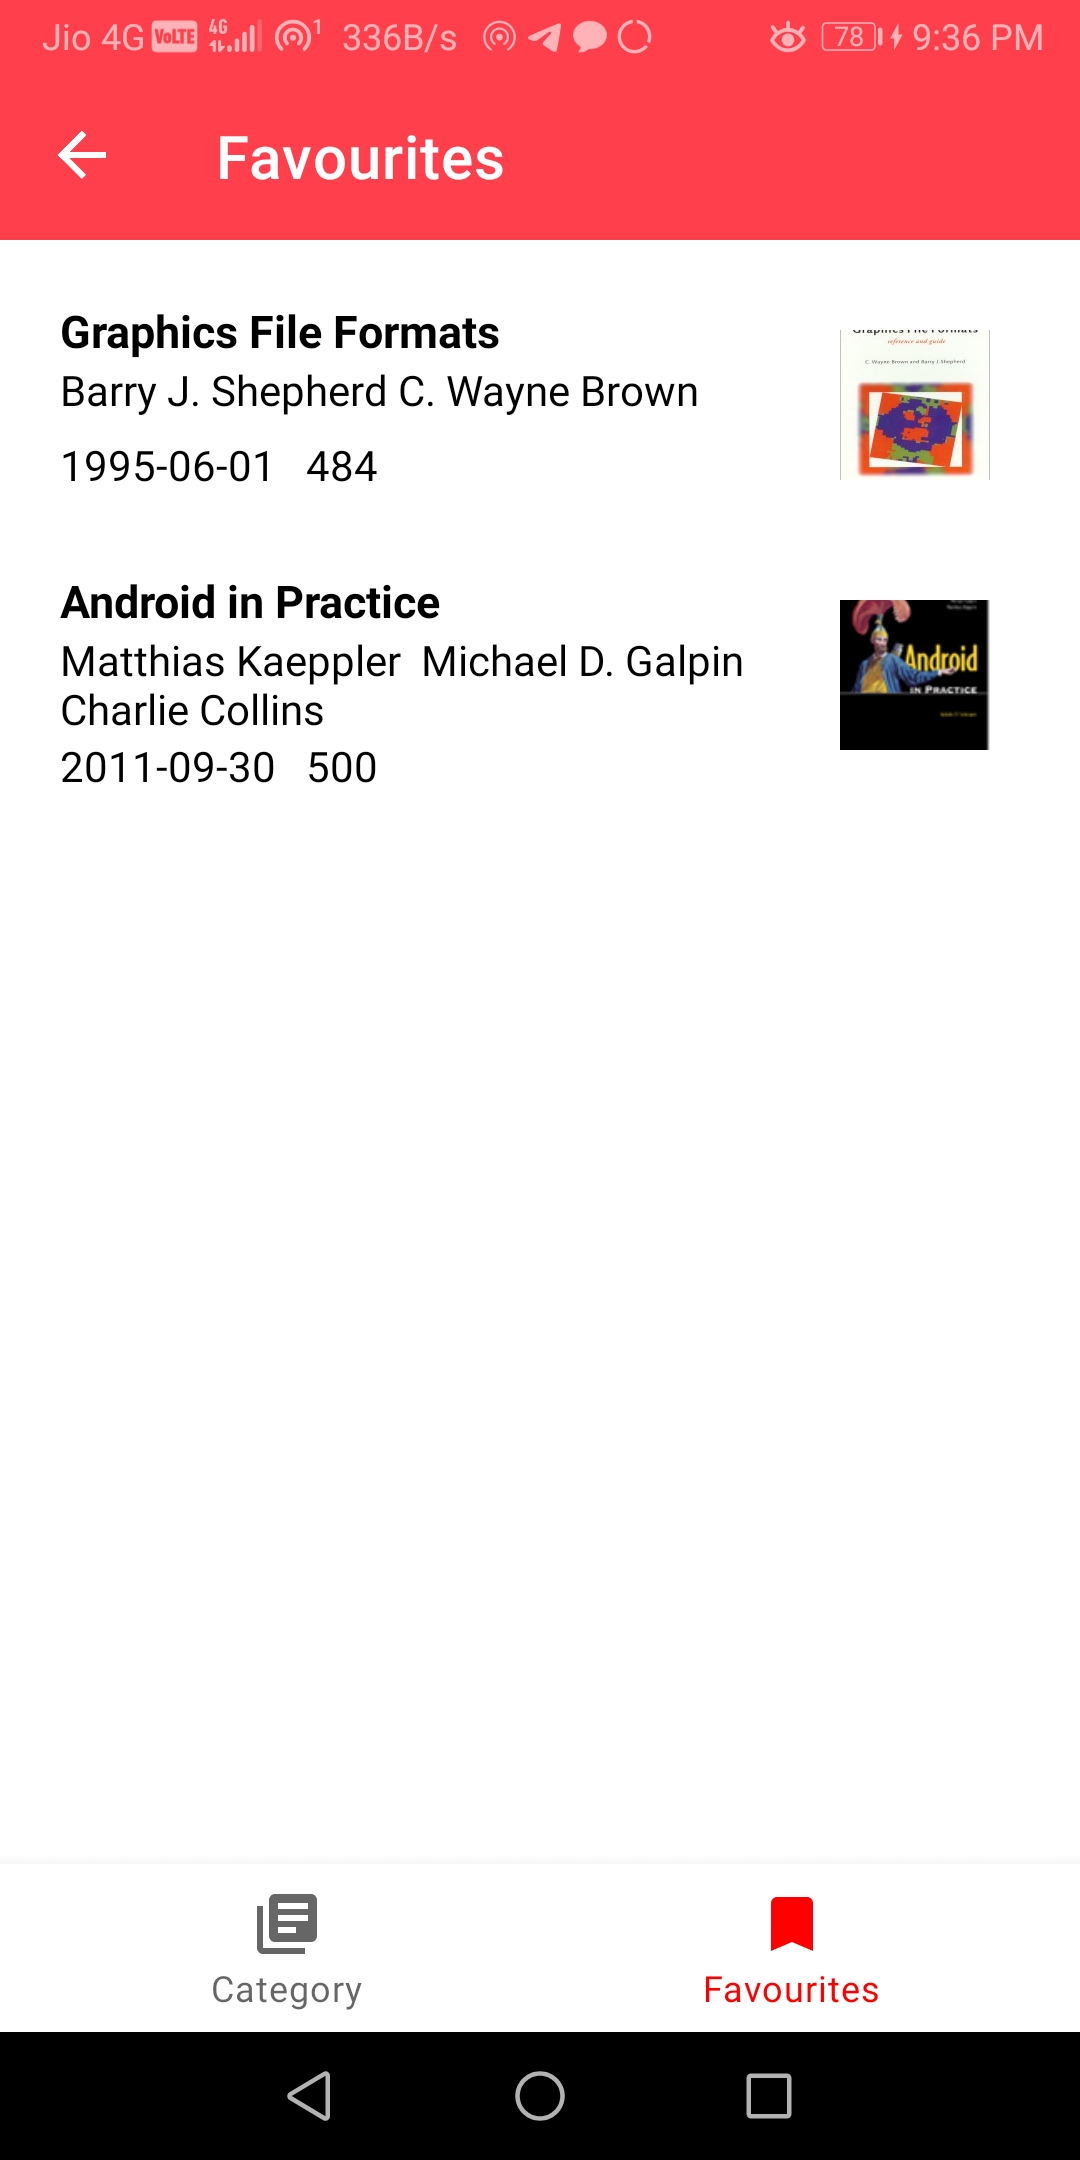 Jio 4G VoLTE 4G 1 336B/s 78 9:36 PM
Favourites
Graphics File Formats
Barry J. Shepherd C. Wayne Brown
1995-06-01 484
Graphics File Formats
reference and guide
C. Wayne Brown and Barry J. Shepherd
Android in Practice
Matthias Kaeppler Michael D. Galpin
Charlie Collins
2011-09-30 500
Android
IN PRACTICE
Category
Favourites